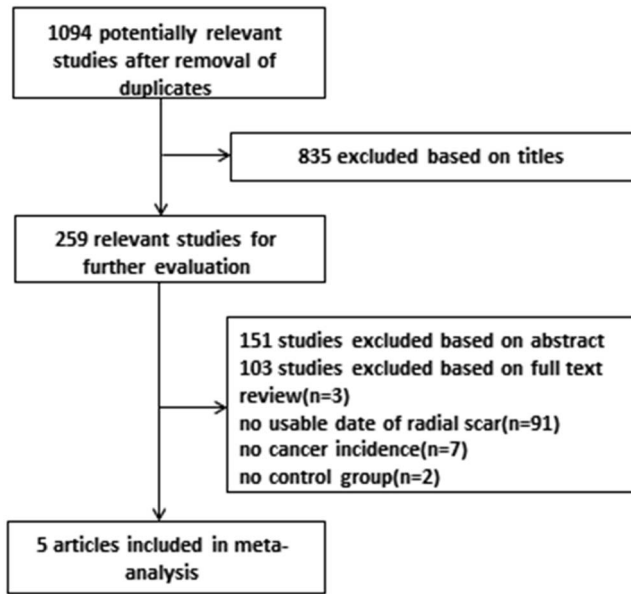 1094 potentially relevant
studies after removal of
duplicates
835 excluded based on titles
259 relevant studies for
further evaluation
151 studies excluded based on abstract
103 studies excluded based on full text
review(n=3)
no usable date of radial scar(n=91)
no cancer incidence(n=7)
no control group(n=2)
5 articles included in meta-
analysis